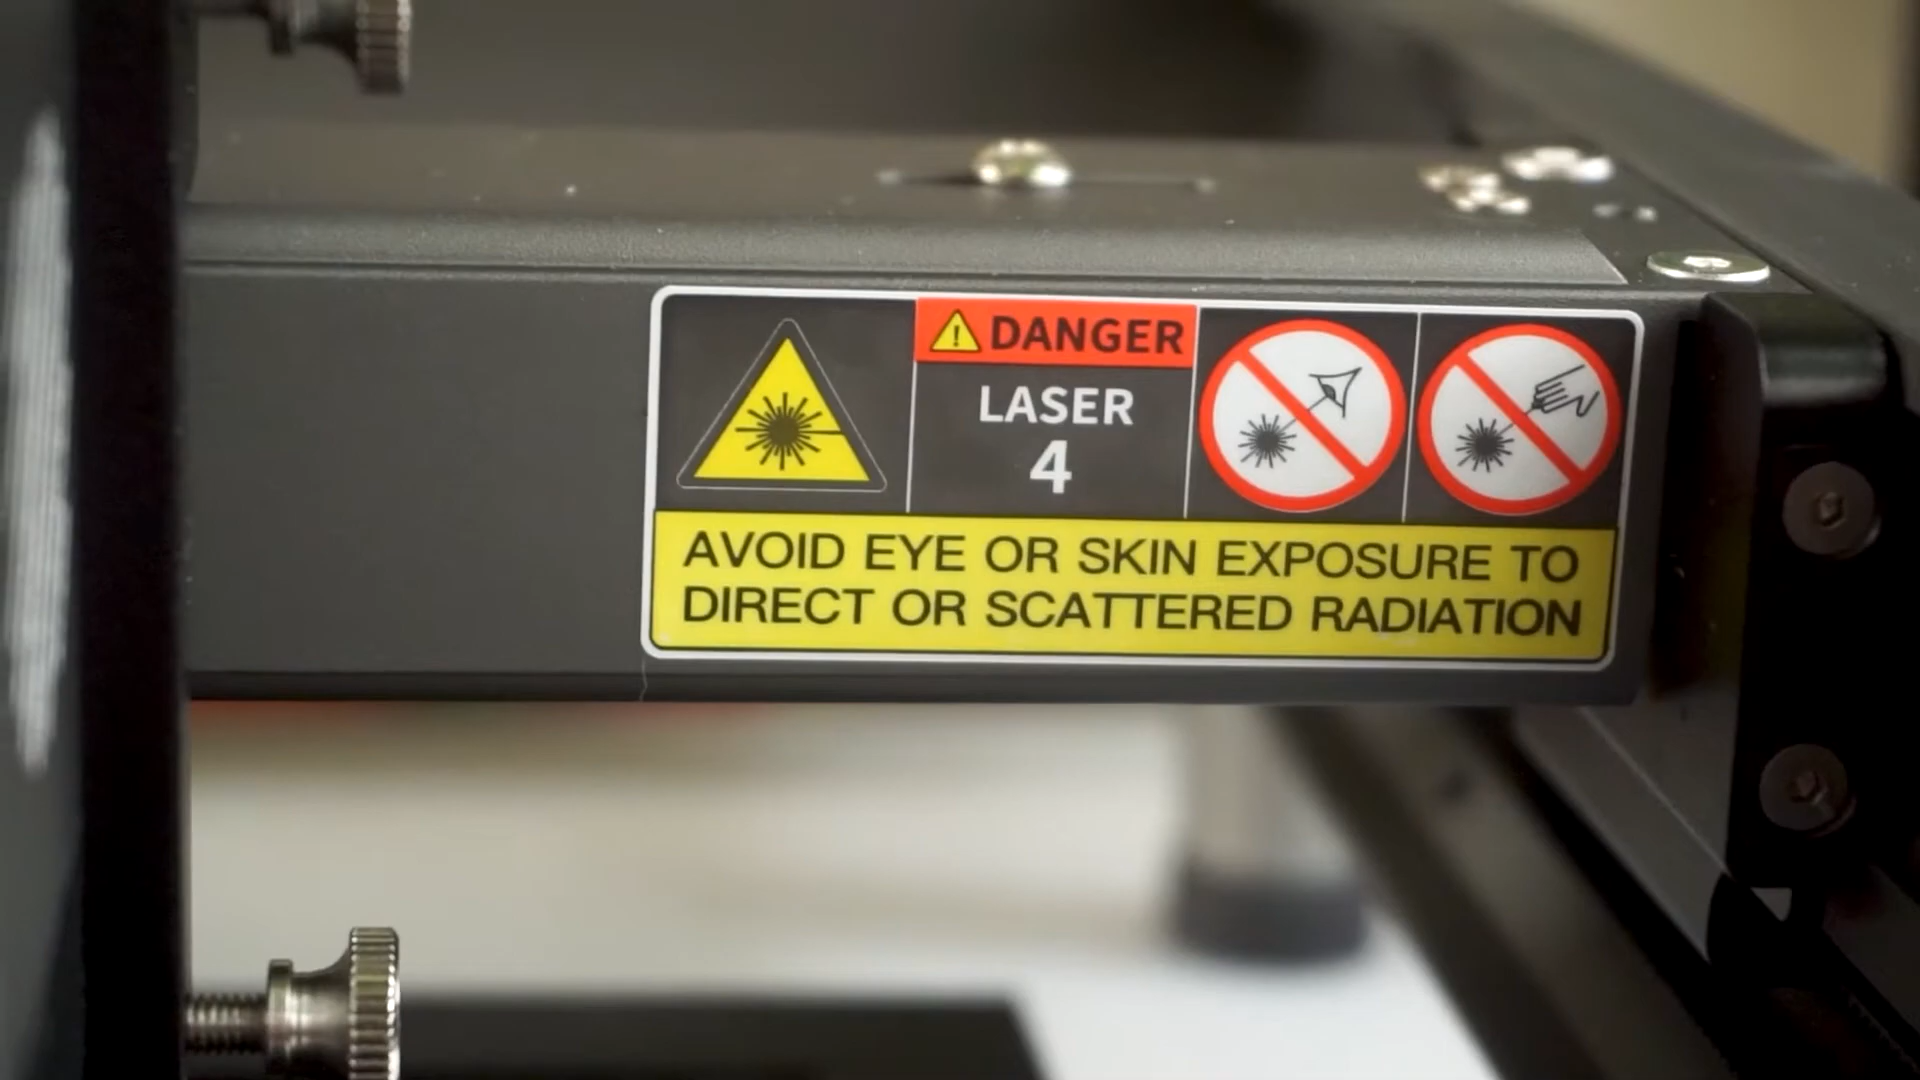 DANGER
LASER
4
AVOID EYE OR SKIN EXPOSURE TO
DIRECT OR SCATTERED RADIATION